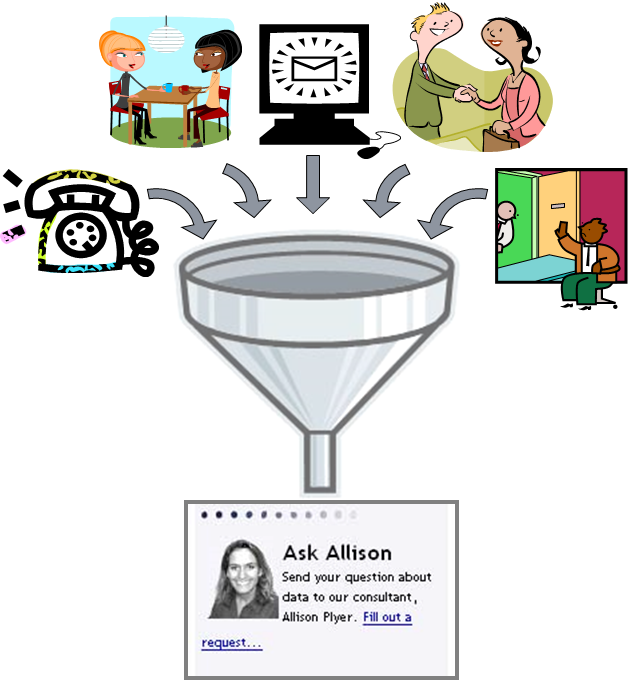 Ask Allison
Send your question about
data to our consultant,
Allison Plyer. Fill out a
request...